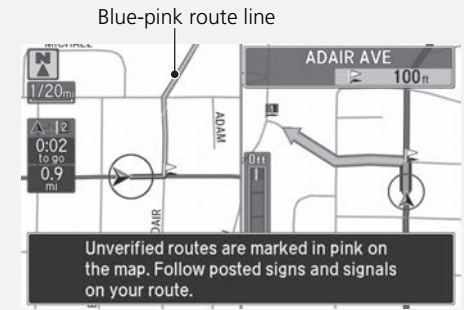 Blue-pink route line
MICHAEL
N
1/20mi
ADAIR AVE
100ft
ADAM
2
0:02
to go
0.9
mi
0ft
ADAIR
Unverified routes are marked in pink on
the map. Follow posted signs and signals
on your route.